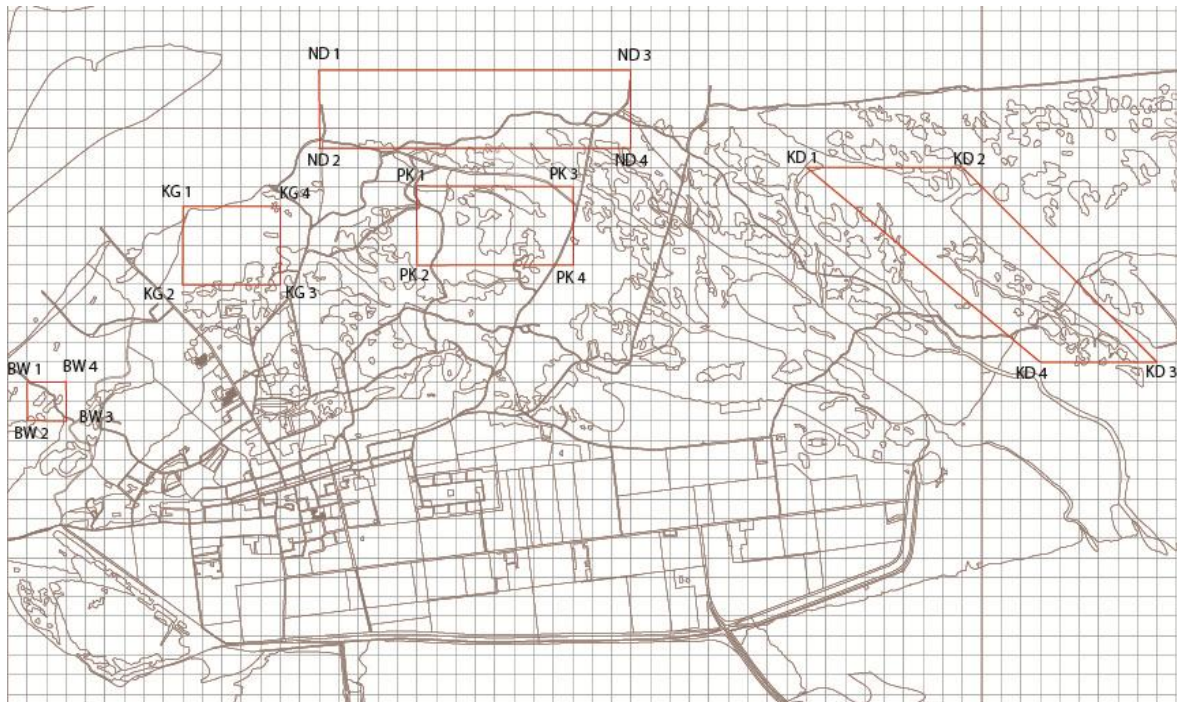 ND 1
ND 3
ND 2
ND 4
KD 1
KD 2
PK 1
PK 3
KG 1
KG 4
PK 2
PK 4
KG 2
KG 3
BW 1
BW 4
KD 4
KD 3
BW 3
BW 2